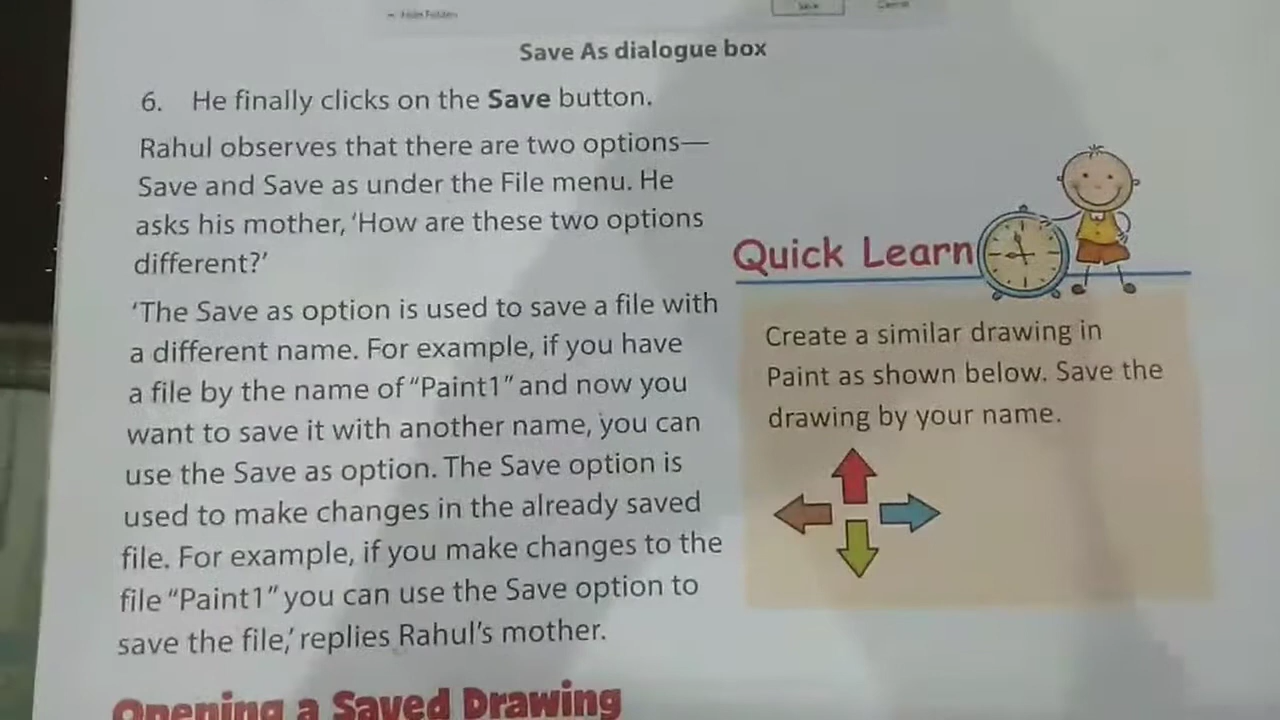 Hide Folders
Save Cancel
Save As dialogue box
6. He finally clicks on the Save button.
Rahul observes that there are two options—
Save and Save as under the File menu. He
asks his mother, ‘How are these two options
different?’
‘The Save as option is used to save a file with
a different name. For example, if you have
a file by the name of “Paint1” and now you
want to save it with another name, you can
use the Save as option. The Save option is
used to make changes in the already saved
file. For example, if you make changes to the
file “Paint1” you can use the Save option to
save the file,’ replies Rahul’s mother.
Quick Learn
Create a similar drawing in
Paint as shown below. Save the
drawing by your name.
Opening a Saved Drawing